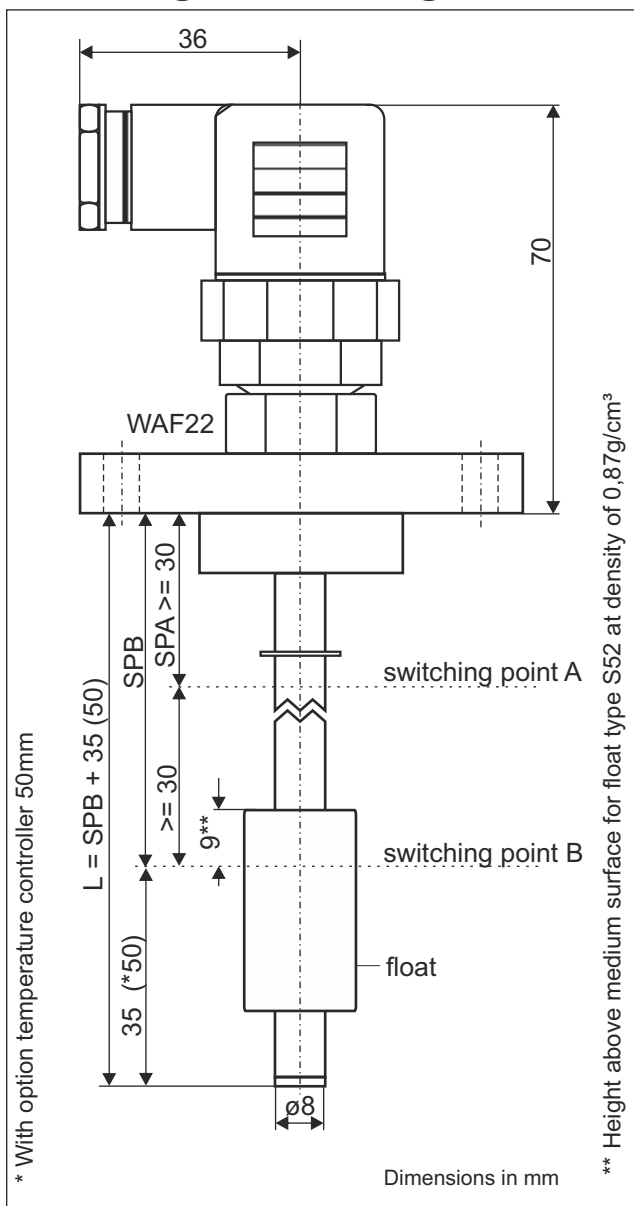 36
70
WAF22
SPA >= 30
SPB
L = SPB + 35 (50)
switching point A
>= 30
9**
switching point B
35 (*50)
float
ø8
Dimensions in mm
* With option temperature controller 50mm
** Height above medium surface for float type S52 at density of 0,87g/cm³